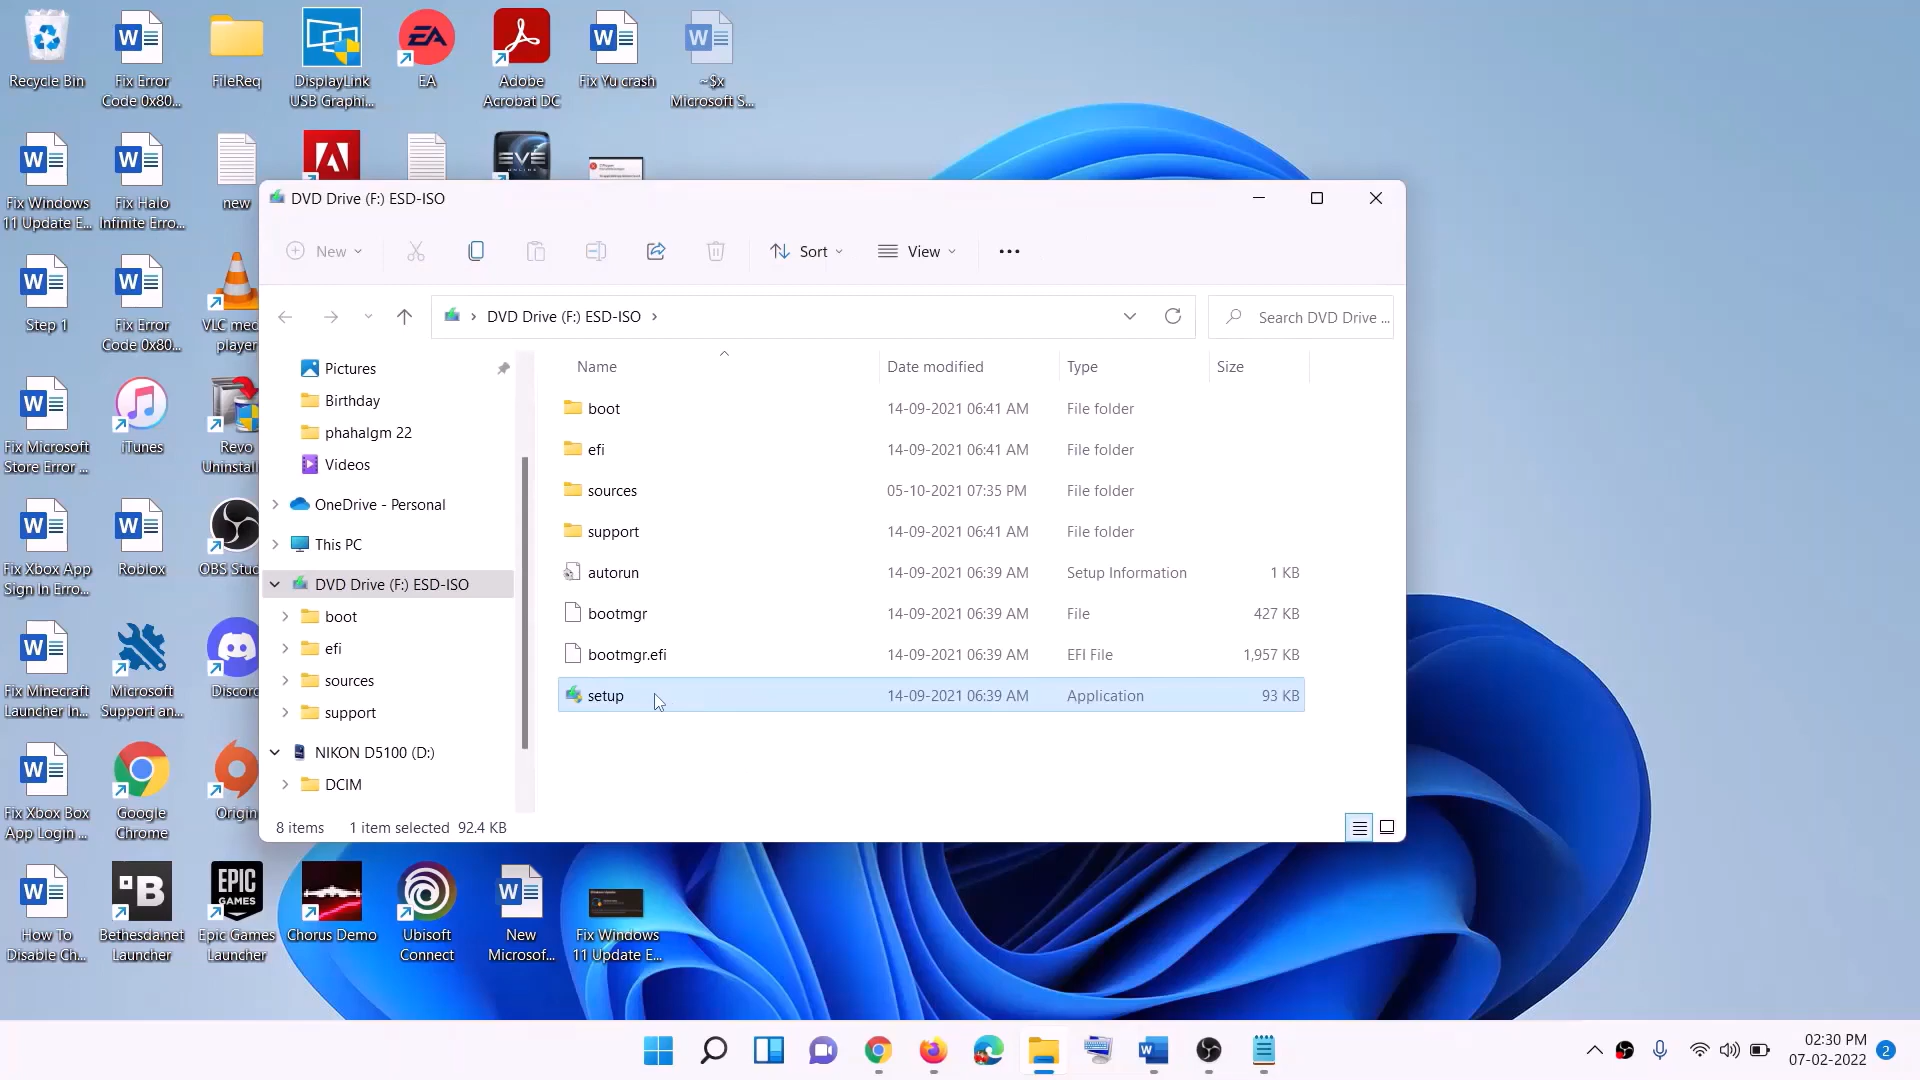 Recycle Bin
Fix Error
Code 0x80...
FileReq
DisplayLink
USB Graphi...
EA
EA
Adobe
Acrobat DC
Fix Yu crash
~$x
Microsoft S...
Fix Windows
11 Update E...
Fix Halo
Infinite Erro...
new
EVE
ONLINE
Step 1
Fix Error
Code 0x80...
VLC med
player
Fix Microsoft
Store Error ...
iTunes
Revo
Uninstall
Fix Xbox App
Sign In Erro...
Roblox
OBS Stud
Fix Minecraft
Launcher In...
Microsoft
Support an...
Discord
Fix Xbox Box
App Login ...
Google
Chrome
Origin
How To
Disable Ch...
Bethesda.net
Launcher
EPIC
GAMES
Epic Games
Launcher
Chorus Demo
Ubisoft
Connect
New
Microsof...
Fix Windows
11 Update E...
DVD Drive (F:) ESD-ISO
New
Sort
View
DVD Drive (F:) ESD-ISO
Search DVD Drive ...
Pictures
Birthday
phahalgm 22
Videos
OneDrive - Personal
This PC
DVD Drive (F:) ESD-ISO
boot
efi
sources
support
NIKON D5100 (D:)
DCIM
Name Date modified Type Size
boot 14-09-2021 06:41 AM File folder
efi 14-09-2021 06:41 AM File folder
sources 05-10-2021 07:35 PM File folder
support 14-09-2021 06:41 AM File folder
autorun 14-09-2021 06:39 AM Setup Information 1 KB
bootmgr 14-09-2021 06:39 AM File 427 KB
bootmgr.efi 14-09-2021 06:39 AM EFI File 1,957 KB
setup 14-09-2021 06:39 AM Application 93 KB
8 items 1 item selected 92.4 KB
02:30 PM
07-02-2022
2